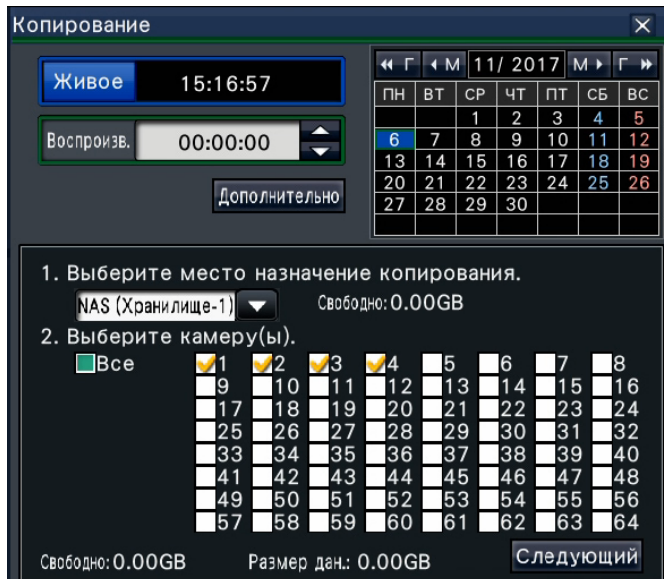 Копирование
Живое 15:16:57
Воспроизв. 00:00:00
Дополнительно
Г М 11/ 2017 М Г
ПН ВТ СР ЧТ ПТ СБ ВС
1 2 3 4 5
6 7 8 9 10 11 12
13 14 15 16 17 18 19
20 21 22 23 24 25 26
27 28 29 30
1. Выберите место назначение копирования.
NAS (Хранилище-1) Свободно: 0.00GB
2. Выберите камеру(ы).
Все 1 2 3 4 5 6 7 8
9 10 11 12 13 14 15 16
17 18 19 20 21 22 23 24
25 26 27 28 29 30 31 32
33 34 35 36 37 38 39 40
41 42 43 44 45 46 47 48
49 50 51 52 53 54 55 56
57 58 59 60 61 62 63 64
Свободно: 0.00GB Размер дан.: 0.00GB Следующий